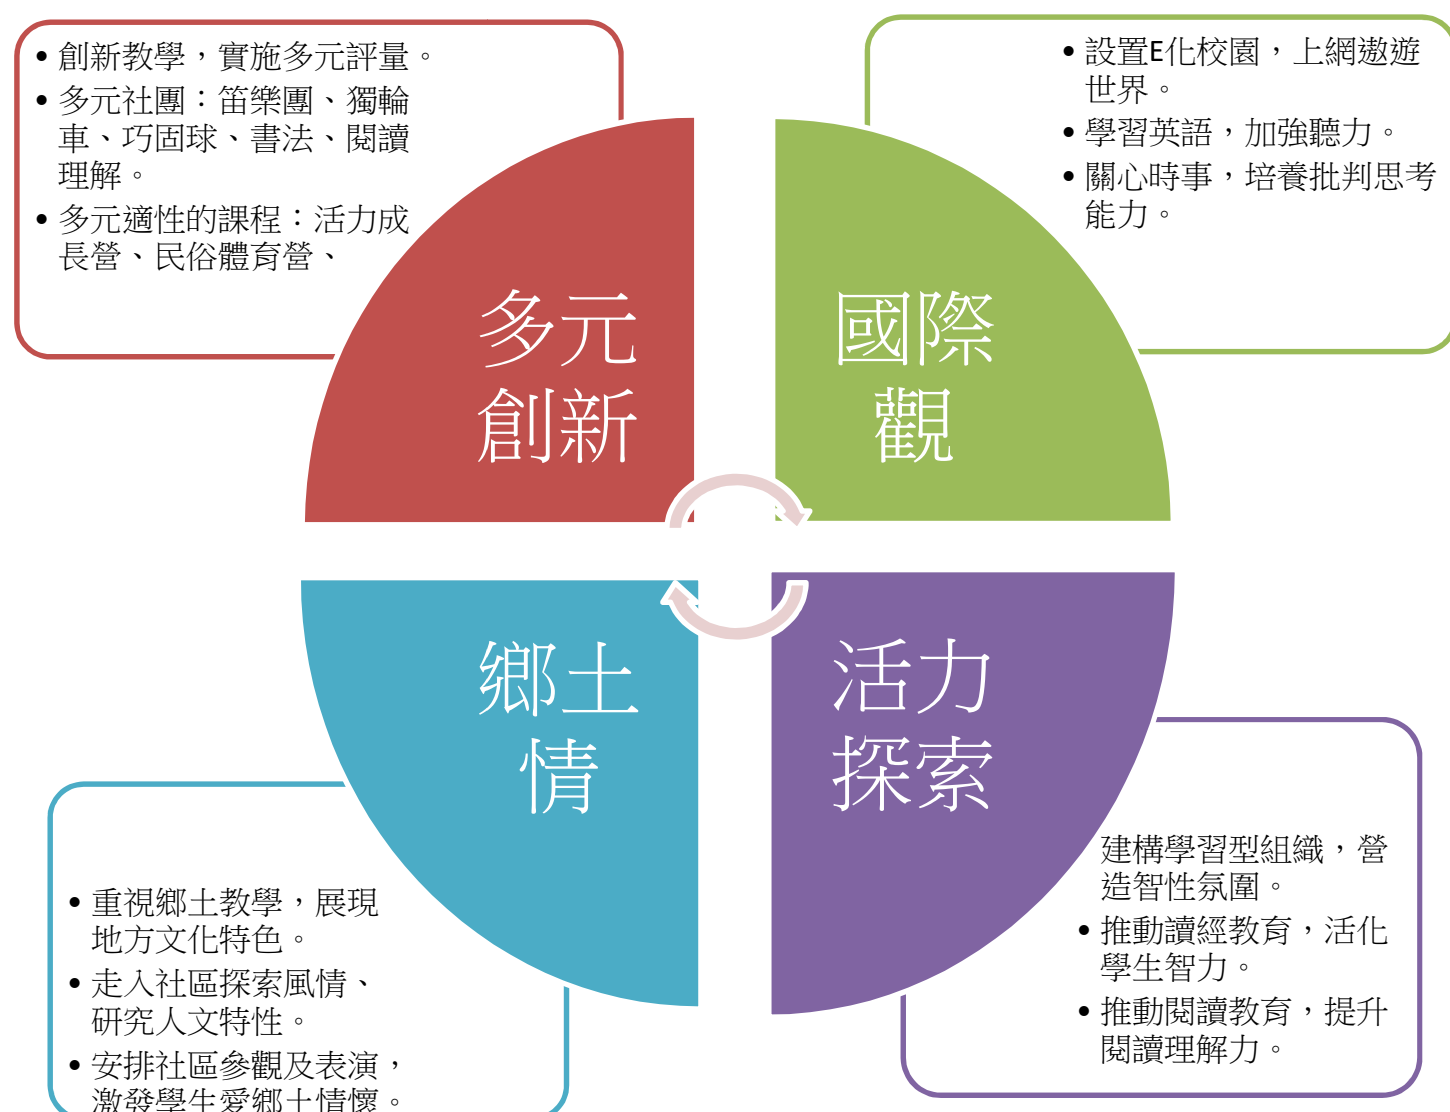 • 創新教學，實施多元評量。
• 多元社團：笛樂團、獨輪
車、巧固球、書法、閱讀
理解。
• 多元適性的課程：活力成
長營、民俗體育營、
• 設置E化校園，上網遨遊
世界。
• 學習英語，加強聽力。
• 關心時事，培養批判思考
能力。
多元
創新
國際
觀
鄉土
情
活力
探索
• 重視鄉土教學，展現
地方文化特色。
• 走入社區探索風情、
研究人文特性。
• 安排社區參觀及表演，
激發學生愛鄉土情懷。
建構學習型組織，營
造智性氛圍。
• 推動讀經教育，活化
學生智力。
• 推動閱讀教育，提升
閱讀理解力。